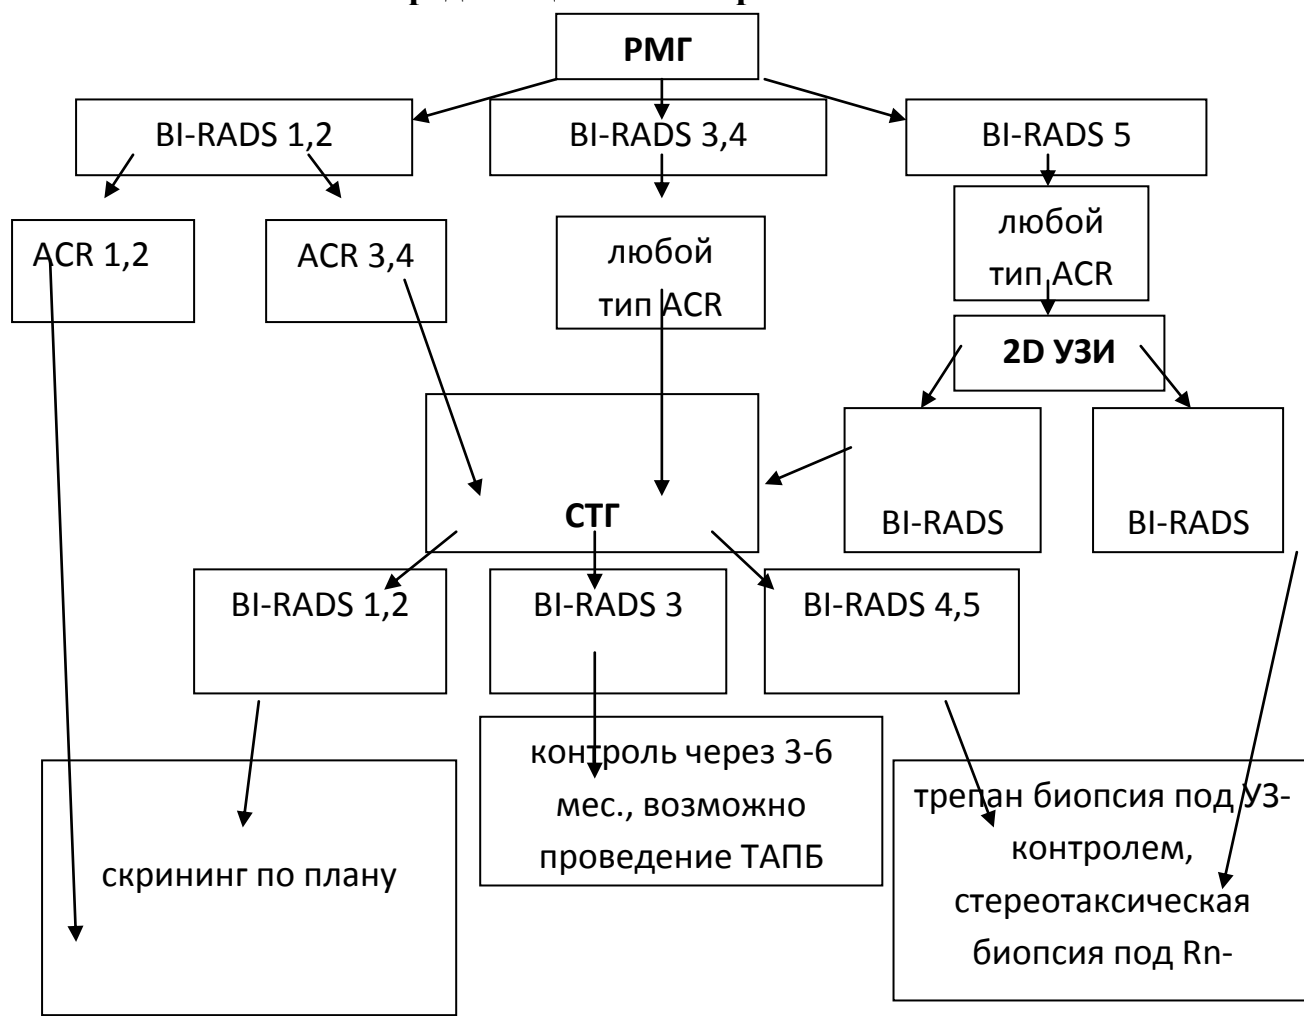 РМГ
BI-RADS 1,2
BI-RADS 3,4
BI-RADS 5
ACR 1,2
ACR 3,4
любой
тип ACR
любой
тип ACR
2D УЗИ
СТГ
BI-RADS
BI-RADS
BI-RADS 1,2
BI-RADS 3
BI-RADS 4,5
скрининг по плану
контроль через 3-6
мес., возможно
проведение ТАПБ
трепан биопсия под УЗ-
контролем,
стереотаксическая
биопсия под Rn-